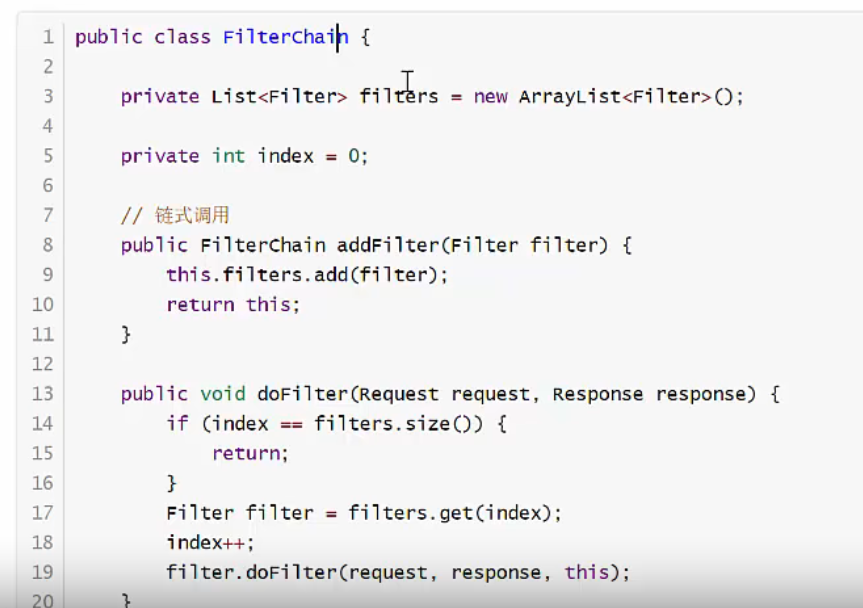 1 public class FilterChain {
2
3 private List<Filter> filters = new ArrayList<Filter>();
4
5 private int index = 0;
6
7 // 链式调用
8 public FilterChain addFilter(Filter filter) {
9 this.filters.add(filter);
10 return this;
11 }
12
13 public void doFilter(Request request, Response response) {
14 if (index == filters.size()) {
15 return;
16 }
17 Filter filter = filters.get(index);
18 index++;
19 filter.doFilter(request, response, this);
20 }